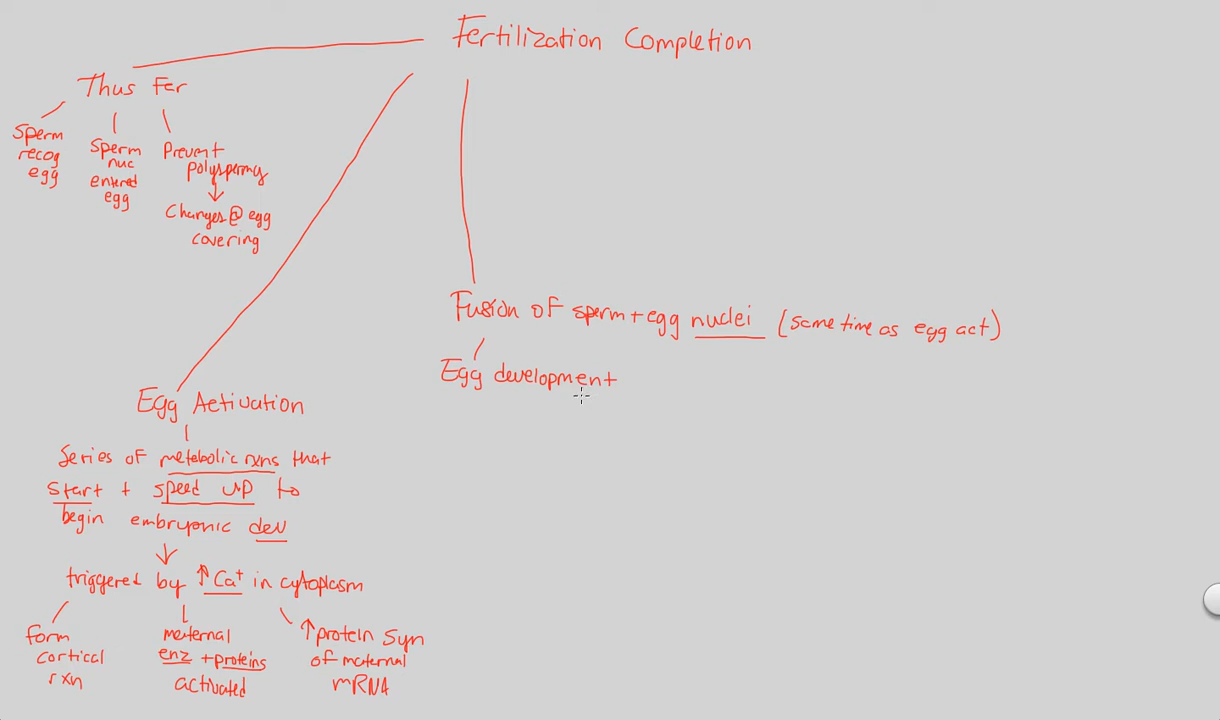 Fertilization Completion
Thus Far
Sperm
recog
egg
Sperm
nuc
entered
egg
Prevent
polyspermy
↓
Changes @ egg
covering
Fusion of sperm + egg nuclei (same time as egg act)
Egg development
Egg Activation
Series of metabolic rxns that
start + speed up to
begin embryonic dev
↓
triggered by ↑ Ca+ in cytoplasm
form
cortical
rxn
maternal
enz + proteins
activated
↑ protein syn
of maternal
mRNA